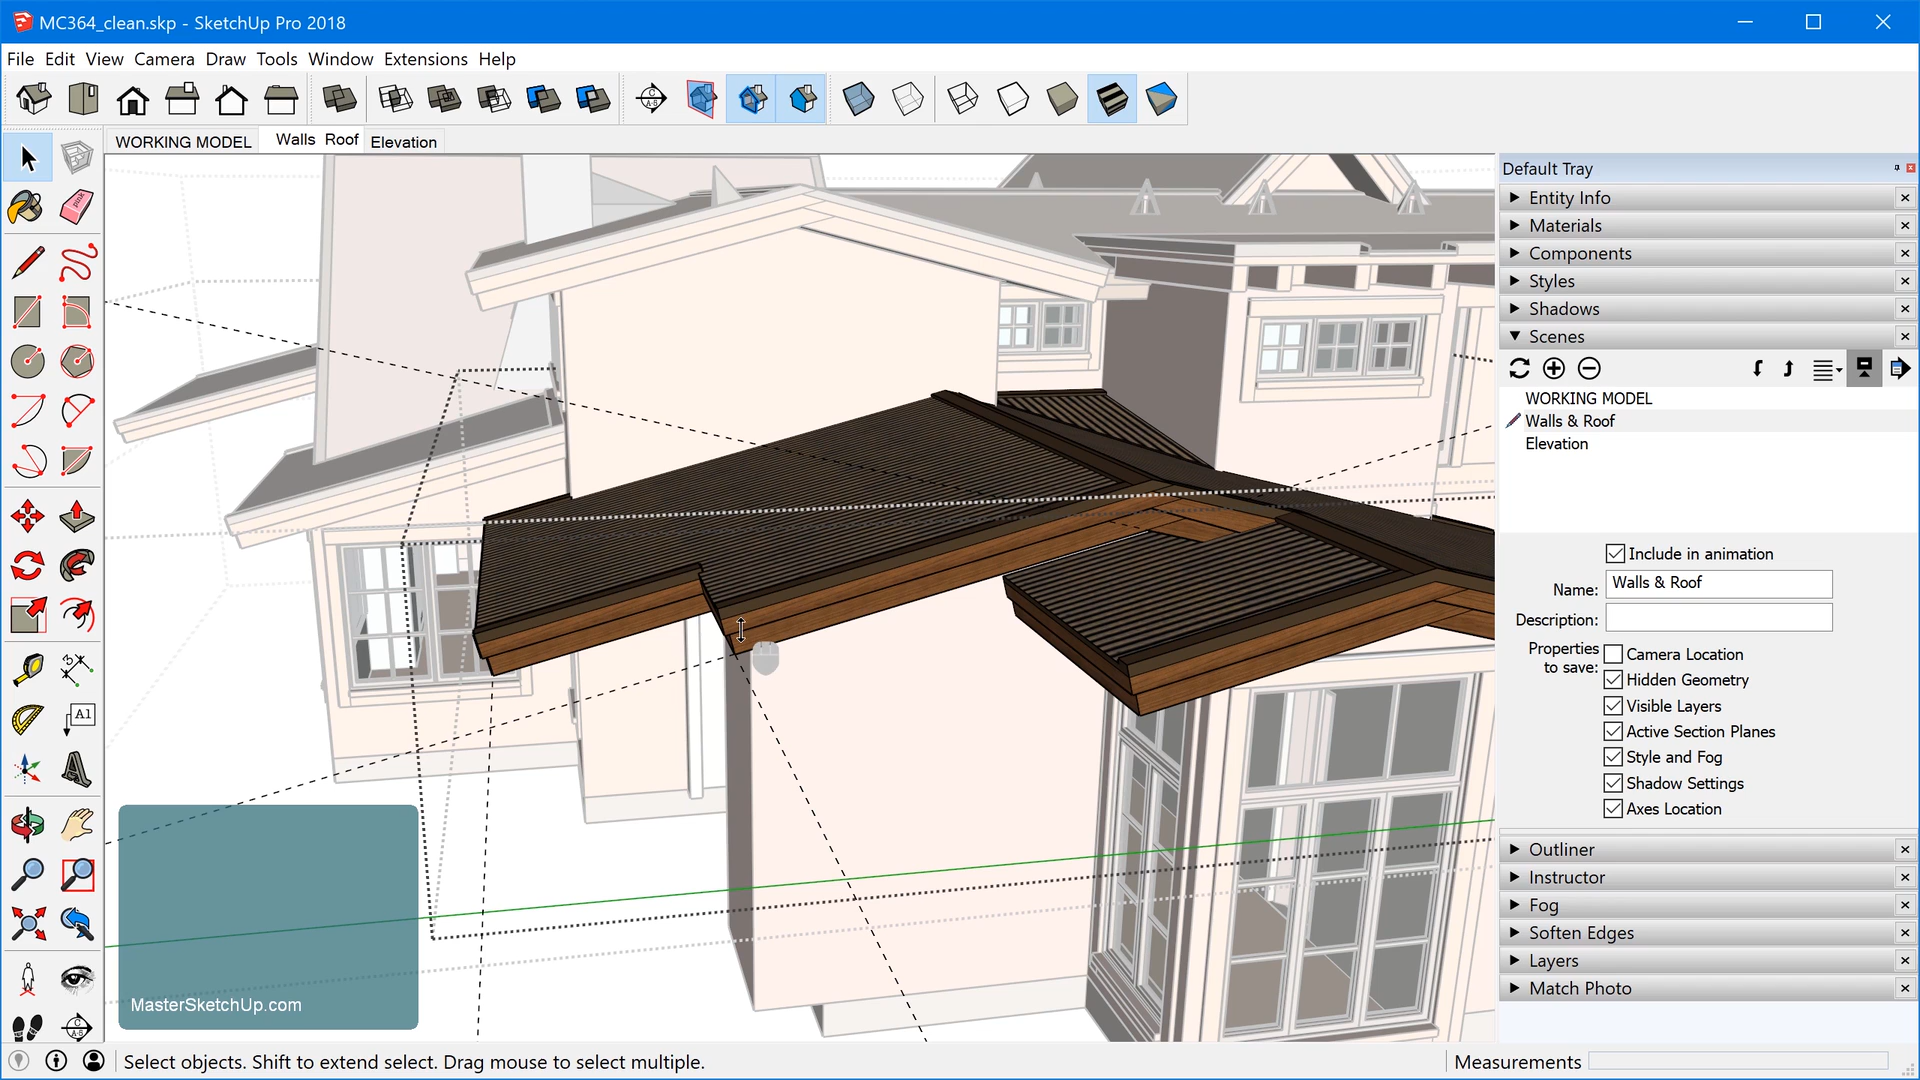 MC364_clean.skp - SketchUp Pro 2018
File Edit View Camera Draw Tools Window Extensions Help
WORKING MODEL Walls Roof Elevation
Default Tray
Entity Info
Materials
Components
Styles
Shadows
Scenes
WORKING MODEL
Walls & Roof
Elevation
Include in animation
Name: Walls & Roof
Description:
Properties to save:
Camera Location
Hidden Geometry
Visible Layers
Active Section Planes
Style and Fog
Shadow Settings
Axes Location
Outliner
Instructor
Fog
Soften Edges
Layers
Match Photo
MasterSketchUp.com
Select objects. Shift to extend select. Drag mouse to select multiple.
Measurements